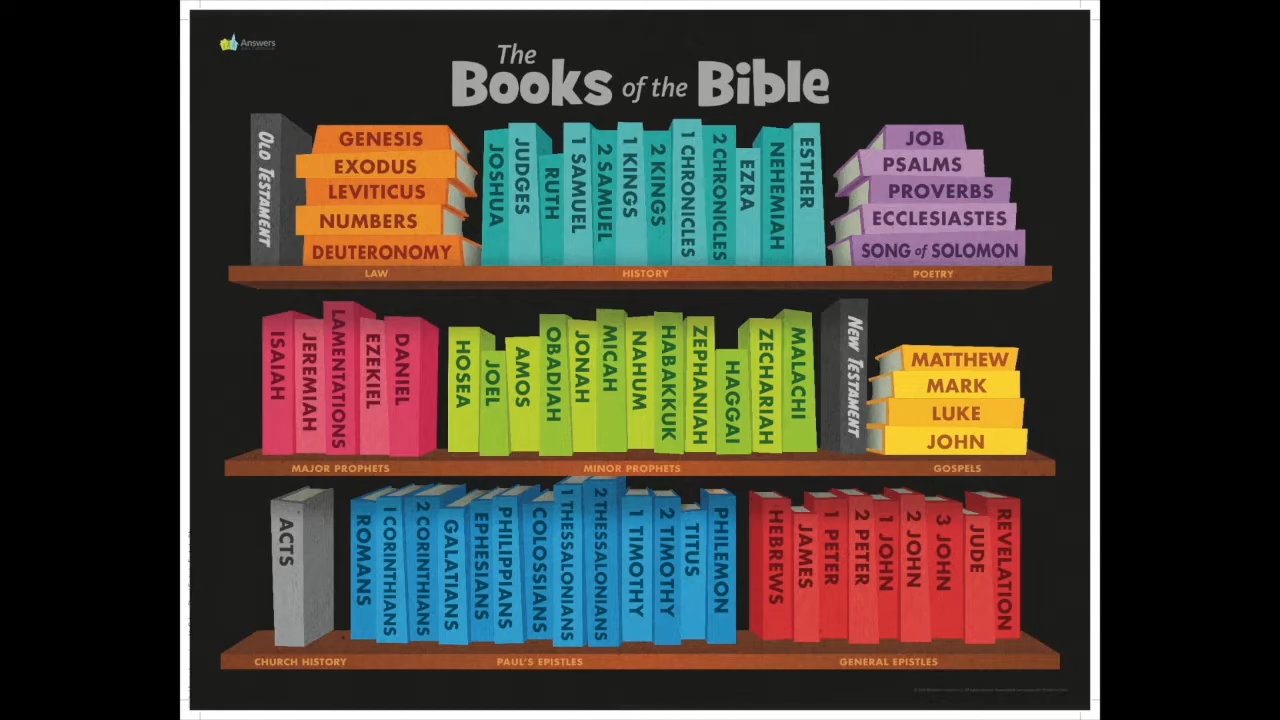 Answers
The
Books of the Bible
OLD TESTAMENT
GENESIS
EXODUS
LEVITICUS
NUMBERS
DEUTERONOMY
JOSHUA
JUDGES
RUTH
1 SAMUEL
2 SAMUEL
1 KINGS
2 KINGS
1 CHRONICLES
2 CHRONICLES
EZRA
NEHEMIAH
ESTHER
JOB
PSALMS
PROVERBS
ECCLESIASTES
SONG of SOLOMON
LAW
HISTORY
POETRY
ISAIAH
JEREMIAH
LAMENTATIONS
EZEKIEL
DANIEL
HOSEA
JOEL
AMOS
OBADIAH
JONAH
MICAH
NAHUM
HABAKKUK
ZEPHANIAH
HAGGAI
ZECHARIAH
MALACHI
NEW TESTAMENT
MATTHEW
MARK
LUKE
JOHN
MAJOR PROPHETS
MINOR PROPHETS
GOSPELS
ACTS
ROMANS
1 CORINTHIANS
2 CORINTHIANS
GALATIANS
EPHESIANS
PHILIPPIANS
COLOSSIANS
1 THESSALONIANS
2 THESSALONIANS
1 TIMOTHY
2 TIMOTHY
TITUS
PHILEMON
HEBREWS
JAMES
1 PETER
2 PETER
1 JOHN
2 JOHN
3 JOHN
JUDE
REVELATION
CHURCH HISTORY
PAUL'S EPISTLES
GENERAL EPISTLES